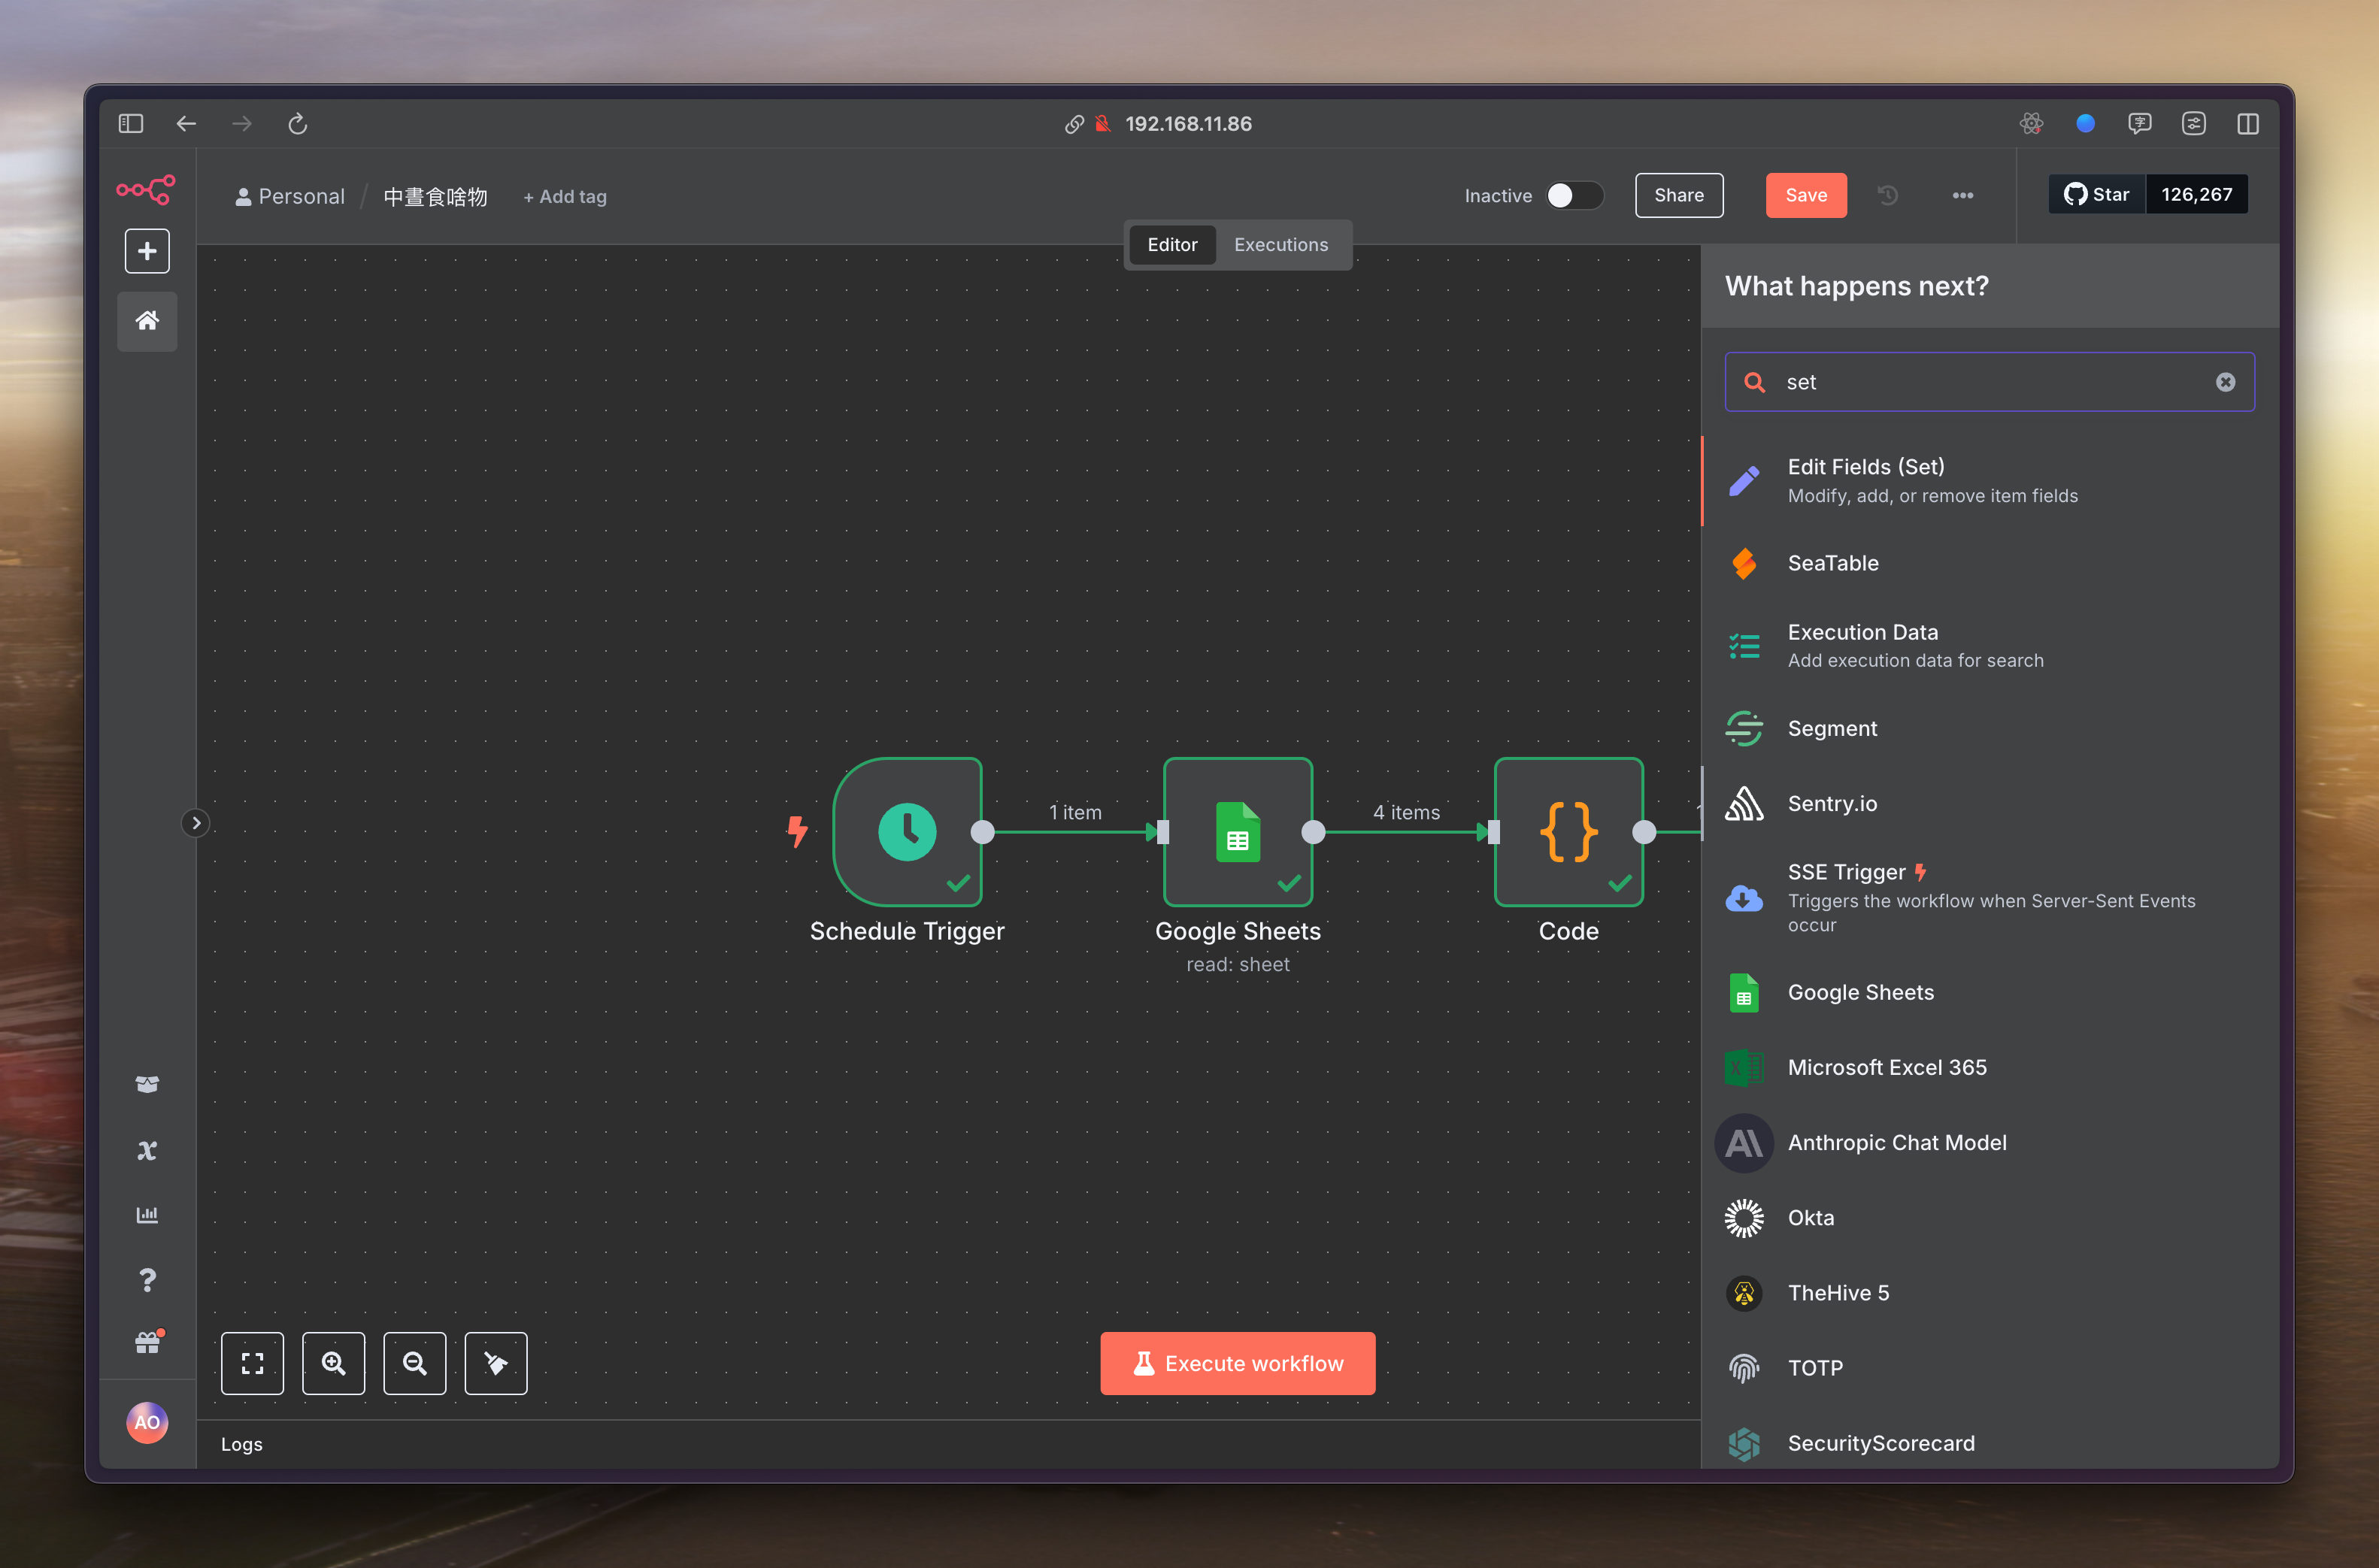 192.168.11.86
Personal / 中晝食啥物 + Add tag
Inactive
Share
Save
Star 126,267
Editor Executions
What happens next?
set
Edit Fields (Set)
Modify, add, or remove item fields
SeaTable
Execution Data
Add execution data for search
Segment
Sentry.io
SSE Trigger
Triggers the workflow when Server-Sent Events
occur
Google Sheets
Microsoft Excel 365
Anthropic Chat Model
Okta
TheHive 5
TOTP
SecurityScorecard
1 item
4 items
1
Schedule Trigger
Google Sheets
read: sheet
Code
Execute workflow
AO
Logs